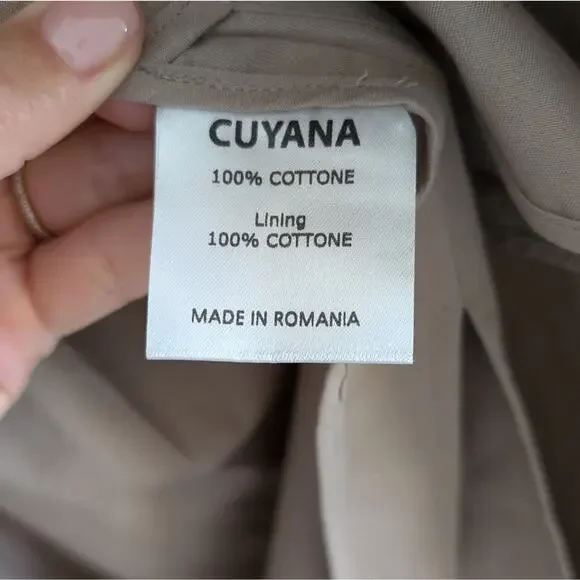 CUYANA
100% COTTONE
Lining
100% COTTONE
MADE IN ROMANIA